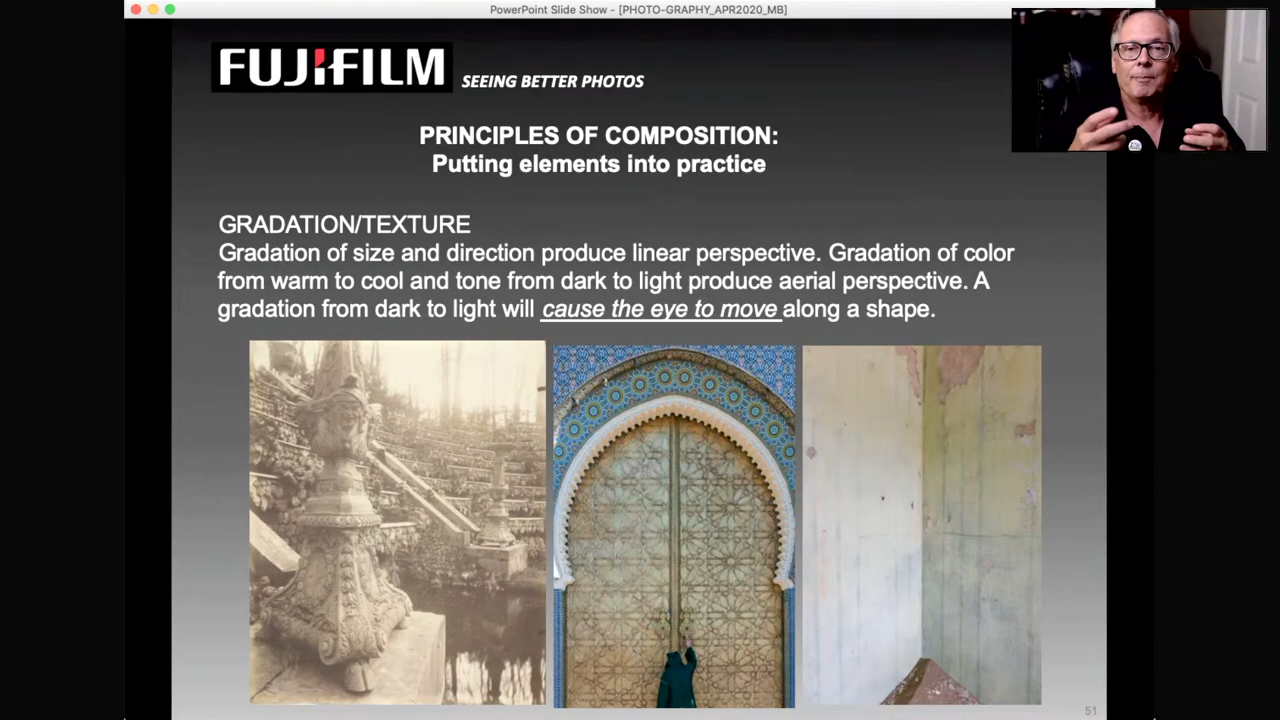 PowerPoint Slide Show - [PHOTO-GRAPHY_APR2020_MB]
FUJIFILM SEEING BETTER PHOTOS
PRINCIPLES OF COMPOSITION:
Putting elements into practice
GRADATION/TEXTURE
Gradation of size and direction produce linear perspective. Gradation of color
from warm to cool and tone from dark to light produce aerial perspective. A
gradation from dark to light will cause the eye to move along a shape.
51